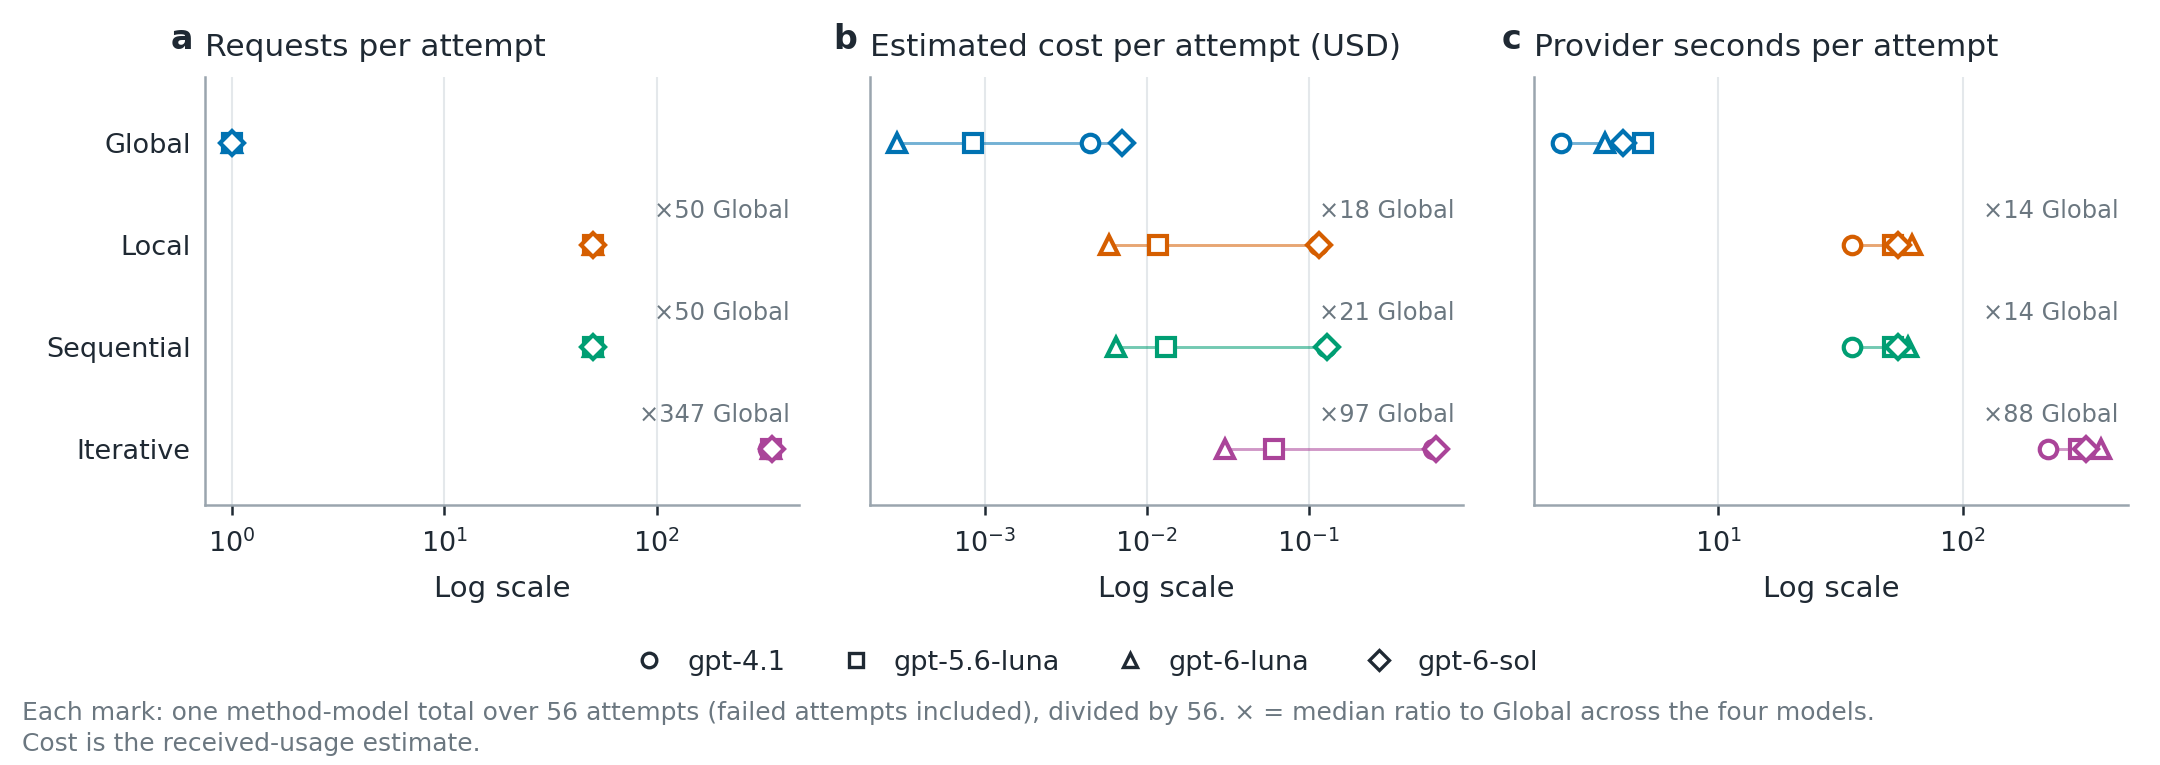 a Requests per attempt
b Estimated cost per attempt (USD)
c Provider seconds per attempt
Global
Local
Sequential
Iterative
×50 Global
×50 Global
×347 Global
10⁰ 10¹ 10²
Log scale
×18 Global
×21 Global
×97 Global
10⁻³ 10⁻² 10⁻¹
Log scale
×14 Global
×14 Global
×88 Global
10¹ 10²
Log scale
gpt-4.1 gpt-5.6-luna gpt-6-luna gpt-6-sol
Each mark: one method-model total over 56 attempts (failed attempts included), divided by 56. × = median ratio to Global across the four models.
Cost is the received-usage estimate.